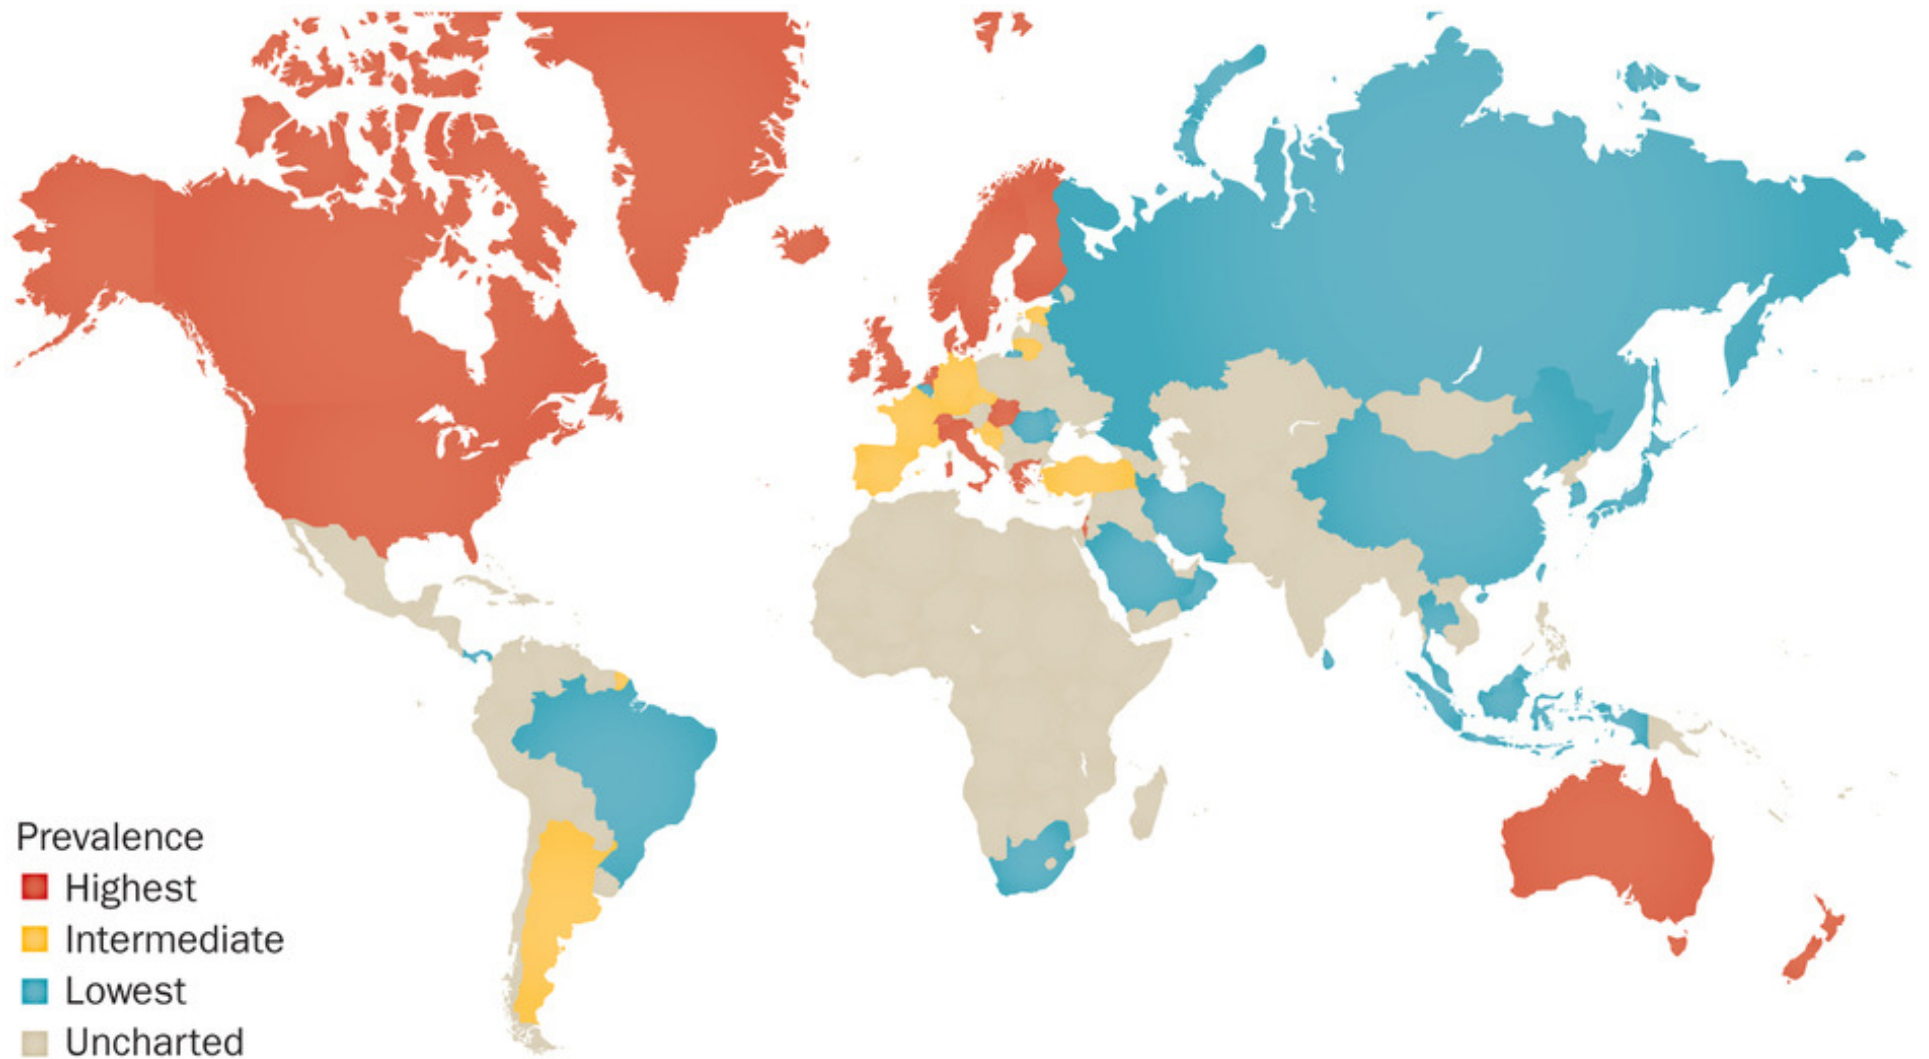 Prevalence
Highest
Intermediate
Lowest
Uncharted